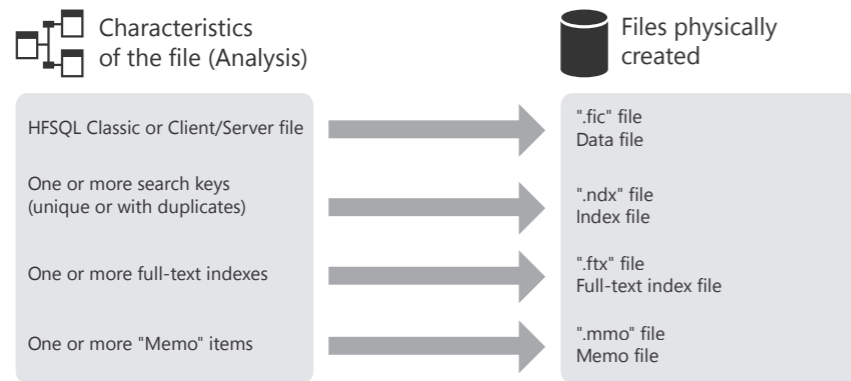 Characteristics
of the file (Analysis)
Files physically
created
HFSQL Classic or Client/Server file
".fic" file
Data file
One or more search keys
(unique or with duplicates)
".ndx" file
Index file
One or more full-text indexes
".ftx" file
Full-text index file
One or more "Memo" items
".mmo" file
Memo file